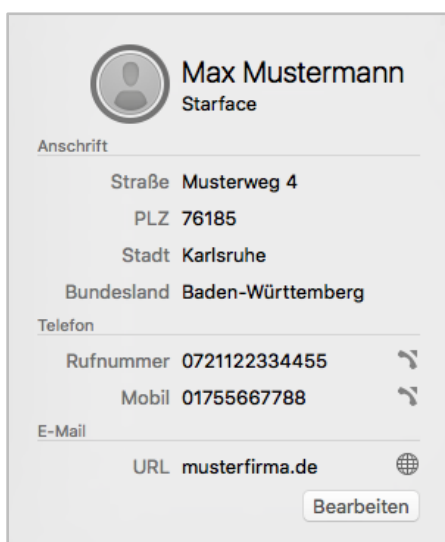 Max Mustermann
Starface
Anschrift
Straße Musterweg 4
PLZ 76185
Stadt Karlsruhe
Bundesland Baden-Württemberg
Telefon
Rufnummer 0721122334455
Mobil 01755667788
E-Mail
URL musterfirma.de
Bearbeiten